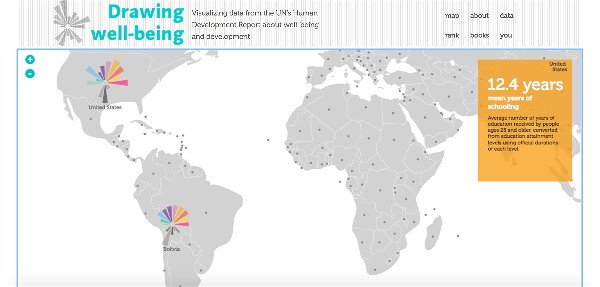 Drawing
well-being
Visualizing data from the UN's Human
Development Report about well-being
and development
map about data
rank books you
+
-
United States
Bolivia
United
States
12.4 years
mean years of
schooling
Average number of years of
education received by people
ages 25 and older, converted
from education attainment
levels using official durations
of each level.